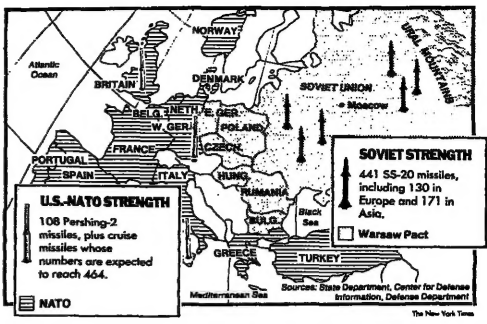 NORWAY
Atlantic
Ocean
BRITAIN
DENMARK
SOVIET UNION
URAL MOUNTAINS
Moscow
BELG.
NETH.
E. GER.
W. GER.
POLAND
FRANCE
CZECH.
PORTUGAL
SPAIN
ITALY
HUNG.
RUMANIA
BULG.
Black
Sea
GREECE
TURKEY
Mediterranean Sea
SOVIET STRENGTH
441 SS-20 missiles,
including 130 in
Europe and 171 in
Asia.
Warsaw Pact
U.S.-NATO STRENGTH
108 Pershing-2
missiles, plus cruise
missiles whose
numbers are expected
to reach 464.
NATO
Sources: State Department, Center for Defense
Information, Defense Department
The New York Times